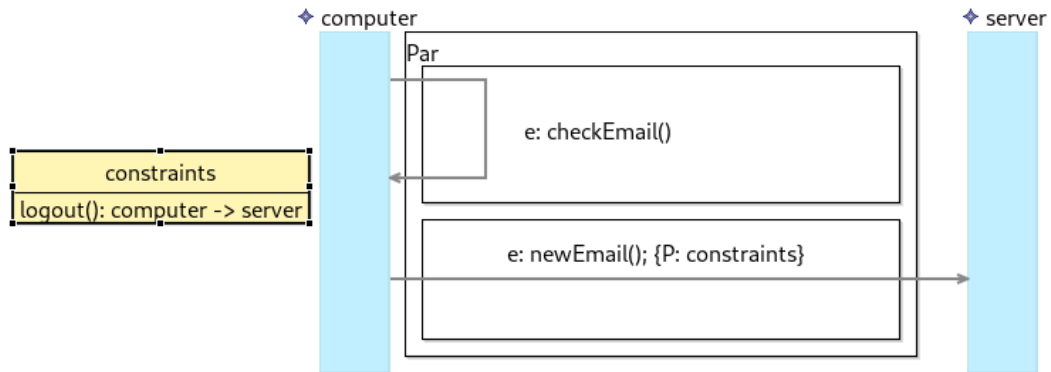 computer
server
Par
e: checkEmail()
constraints
logout(): computer -> server
e: newEmail(); {P: constraints}